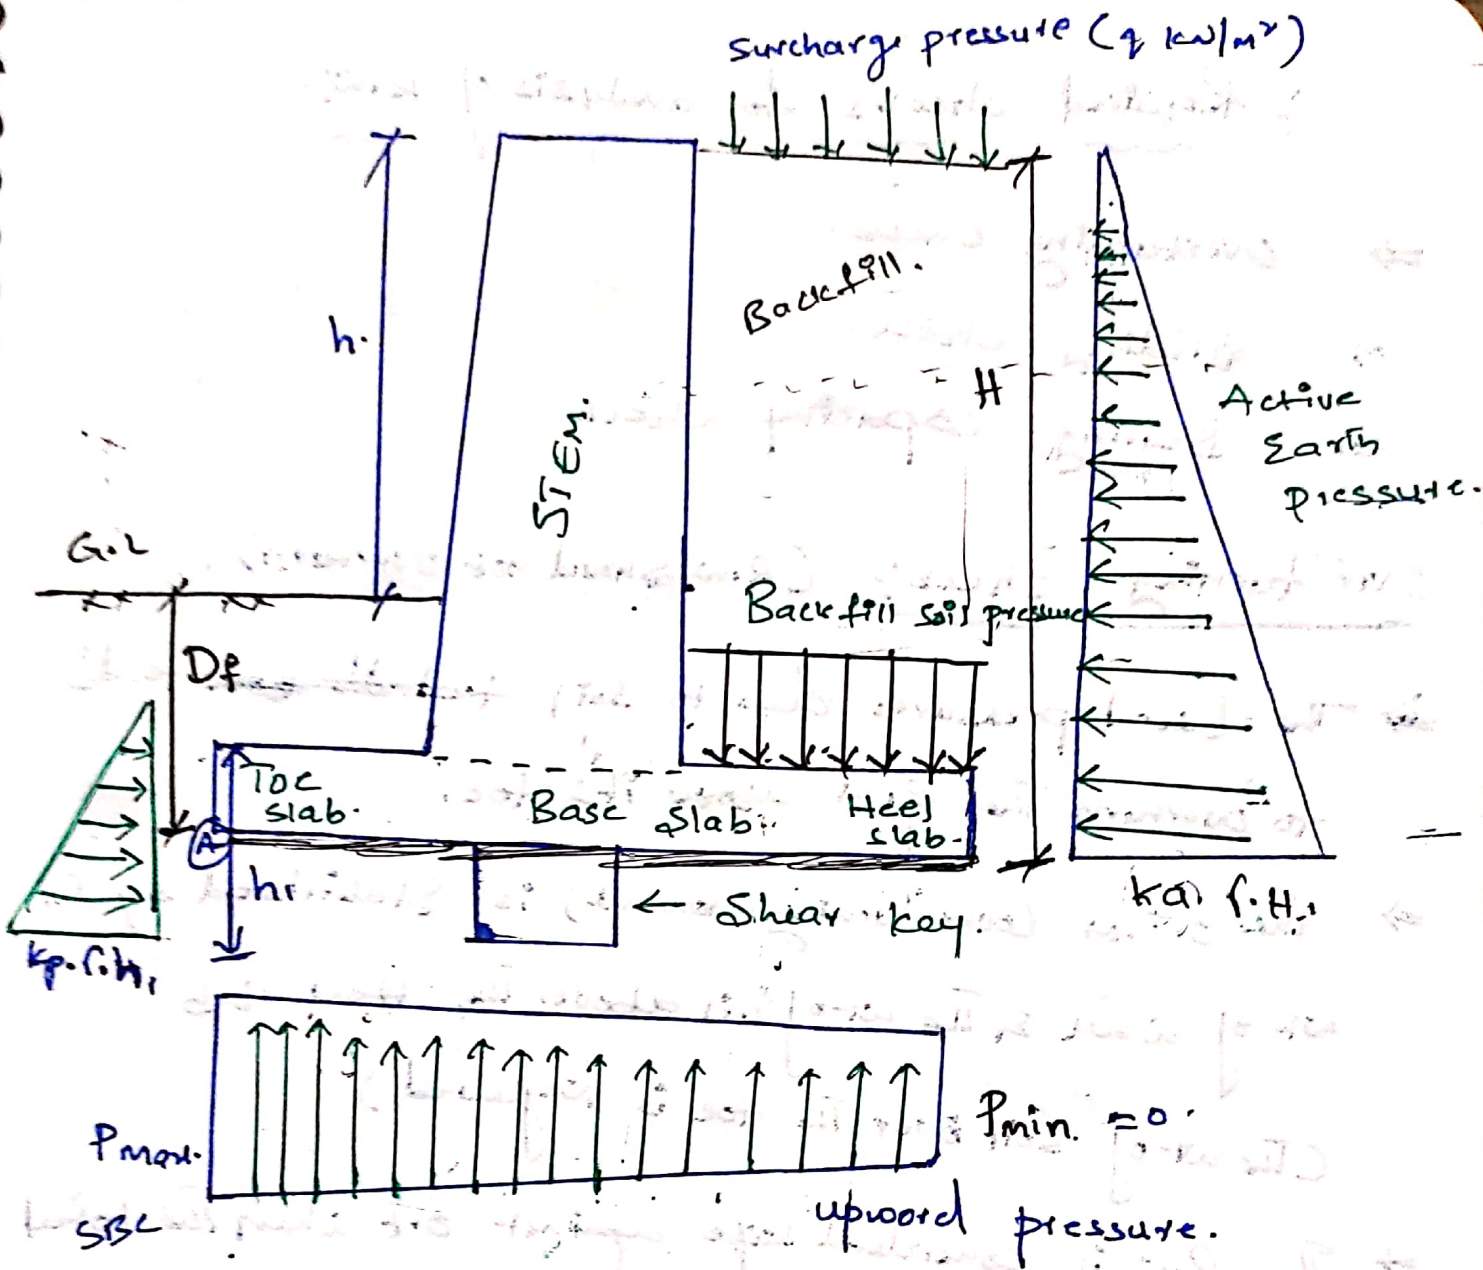 surcharge pressure (q kN/m²)
h.
Backfill.
H
STEM.
Active
Earth
pressure.
G.L
Backfill soil pressure
Df
Toe
slab.
Base slab
Heel
slab.
A
h1
← Shear key.
ka γ.H.
kp.γ.h1
Pmax.
Pmin. = 0
SBC
upword pressure.